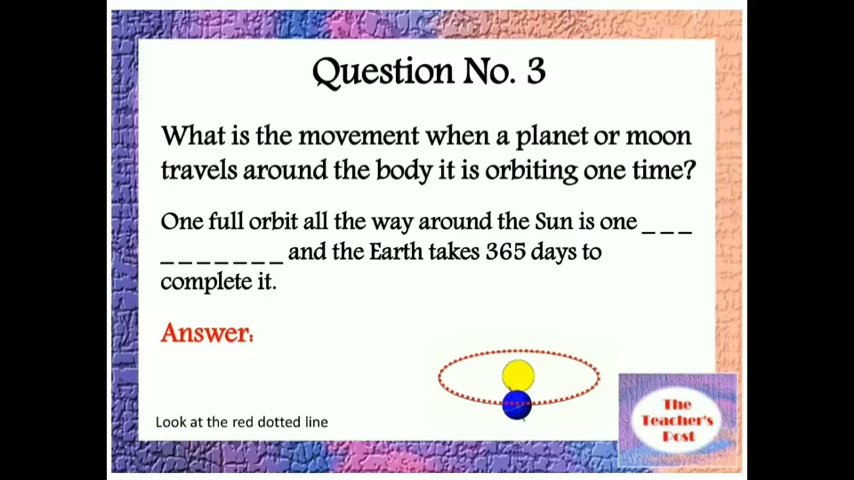 Question No. 3
What is the movement when a planet or moon
travels around the body it is orbiting one time?
One full orbit all the way around the Sun is one _ _ _
_ _ _ _ _ _ _ and the Earth takes 365 days to
complete it.
Answer:
Look at the red dotted line
The
Teacher's
Post